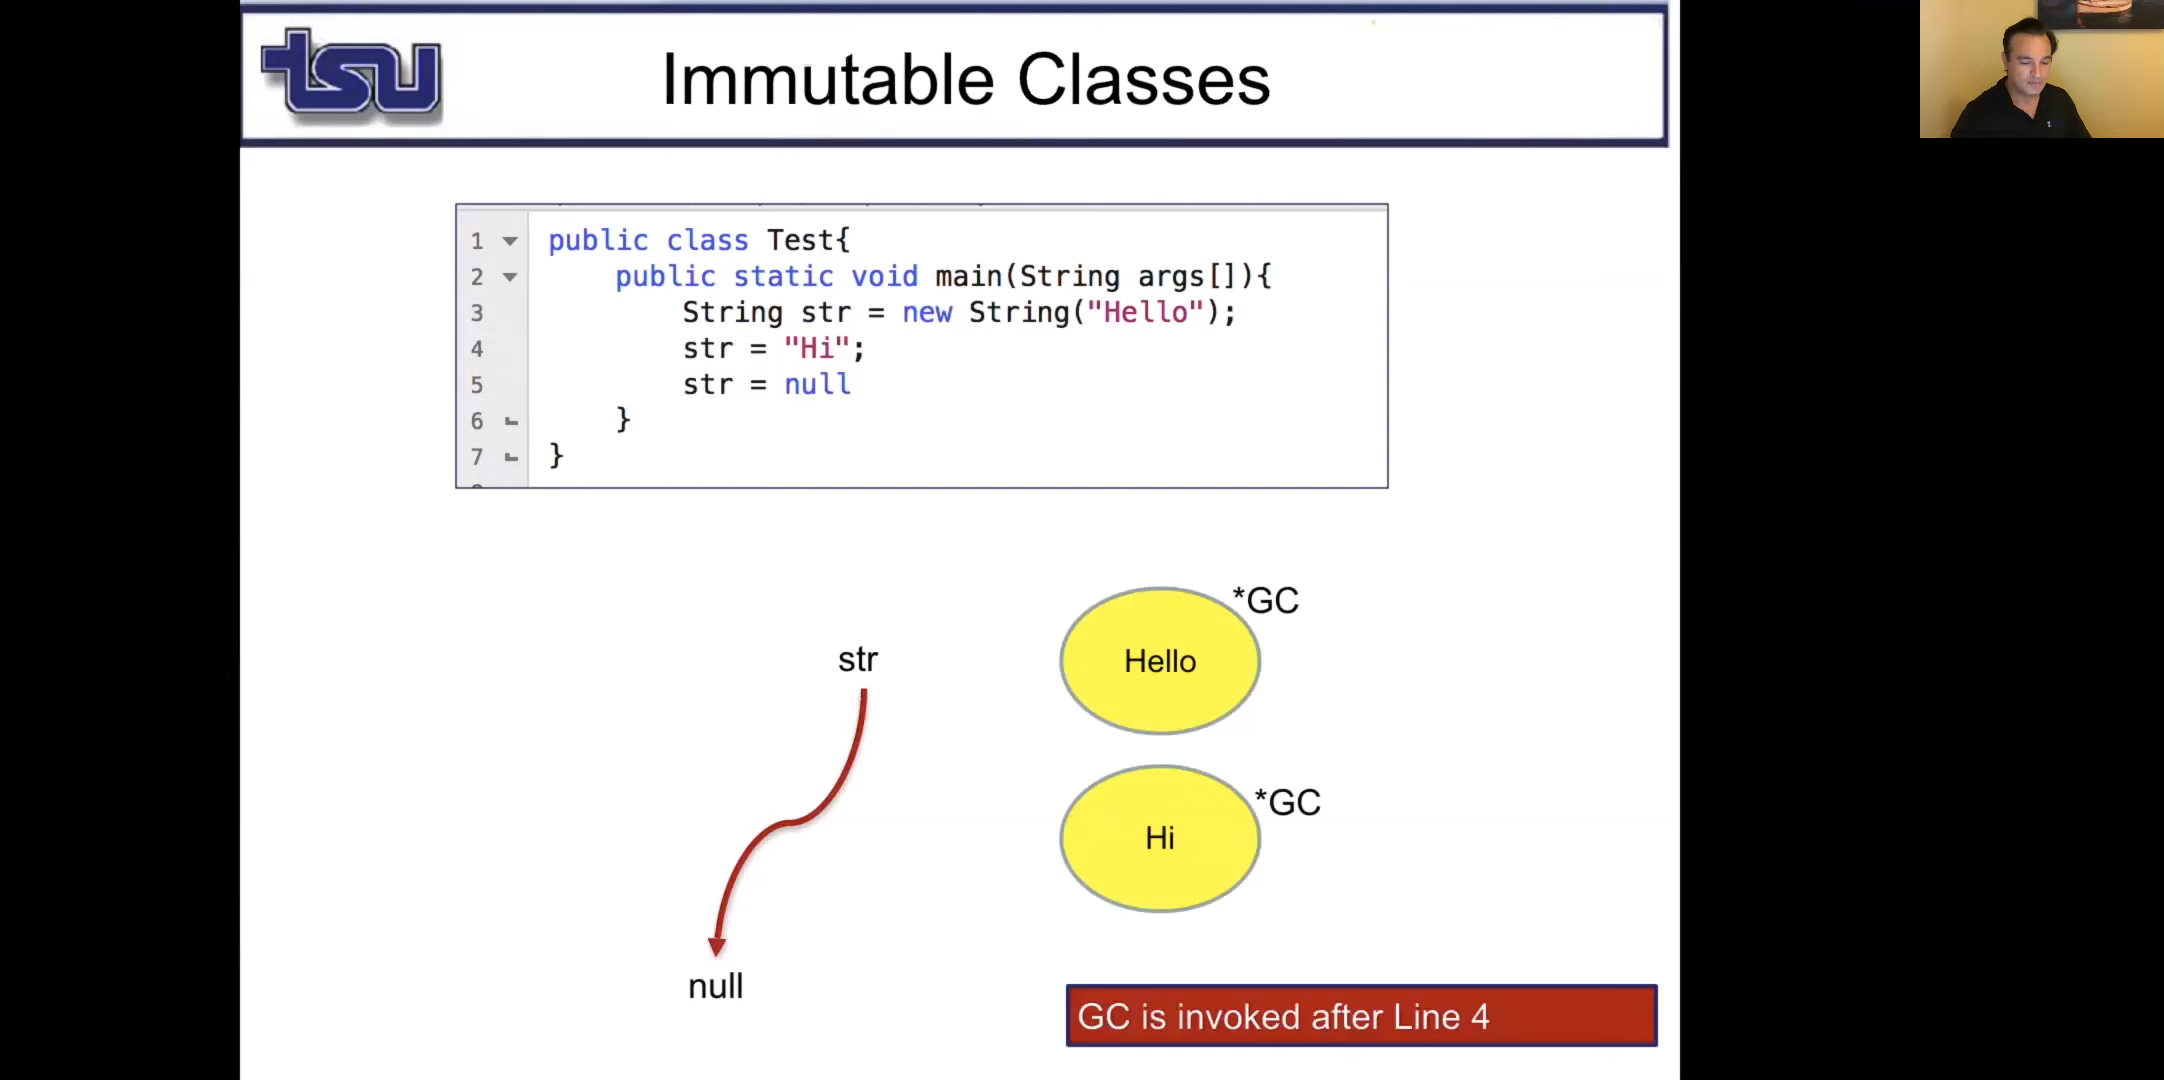 tsu
Immutable Classes
1 public class Test{
2 public static void main(String args[]){
3 String str = new String("Hello");
4 str = "Hi";
5 str = null
6 }
7 }
*GC
Hello
str
*GC
Hi
null
GC is invoked after Line 4